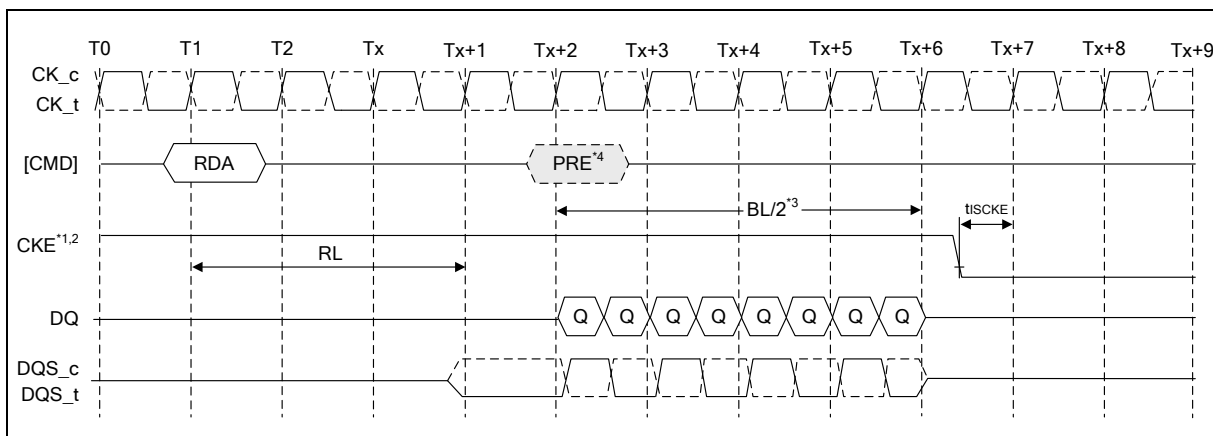 T0 T1 T2 Tx Tx+1 Tx+2 Tx+3 Tx+4 Tx+5 Tx+6 Tx+7 Tx+8 Tx+9
CK_c
CK_t
[CMD] RDA PRE*4
BL/2*3 tISCKE
CKE*1,2
RL
DQ Q Q Q Q Q Q Q Q
DQS_c
DQS_t